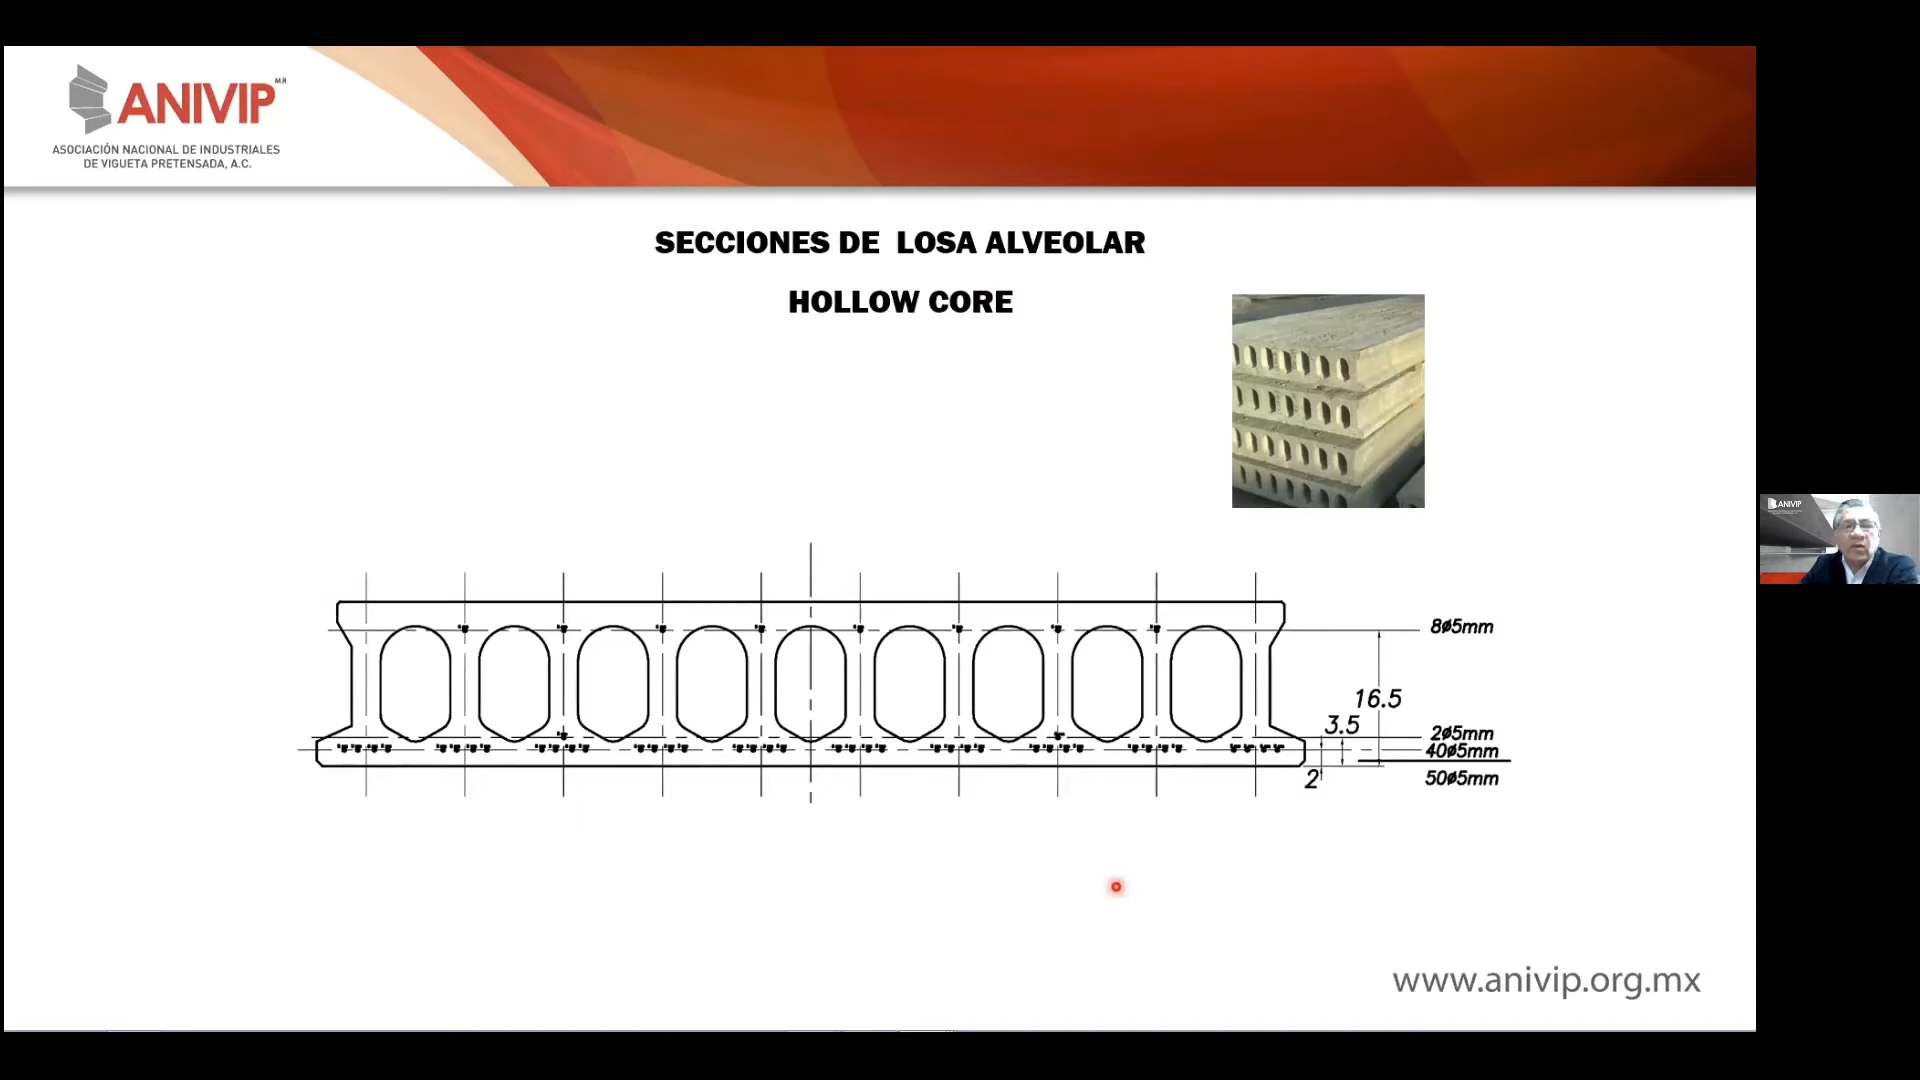 ANIVIP MR
ASOCIACIÓN NACIONAL DE INDUSTRIALES
DE VIGUETA PRETENSADA, A.C.
SECCIONES DE LOSA ALVEOLAR
HOLLOW CORE
8ø5mm
16.5
3.5
2ø5mm
40ø5mm
2
50ø5mm
www.anivip.org.mx
ANIVIP